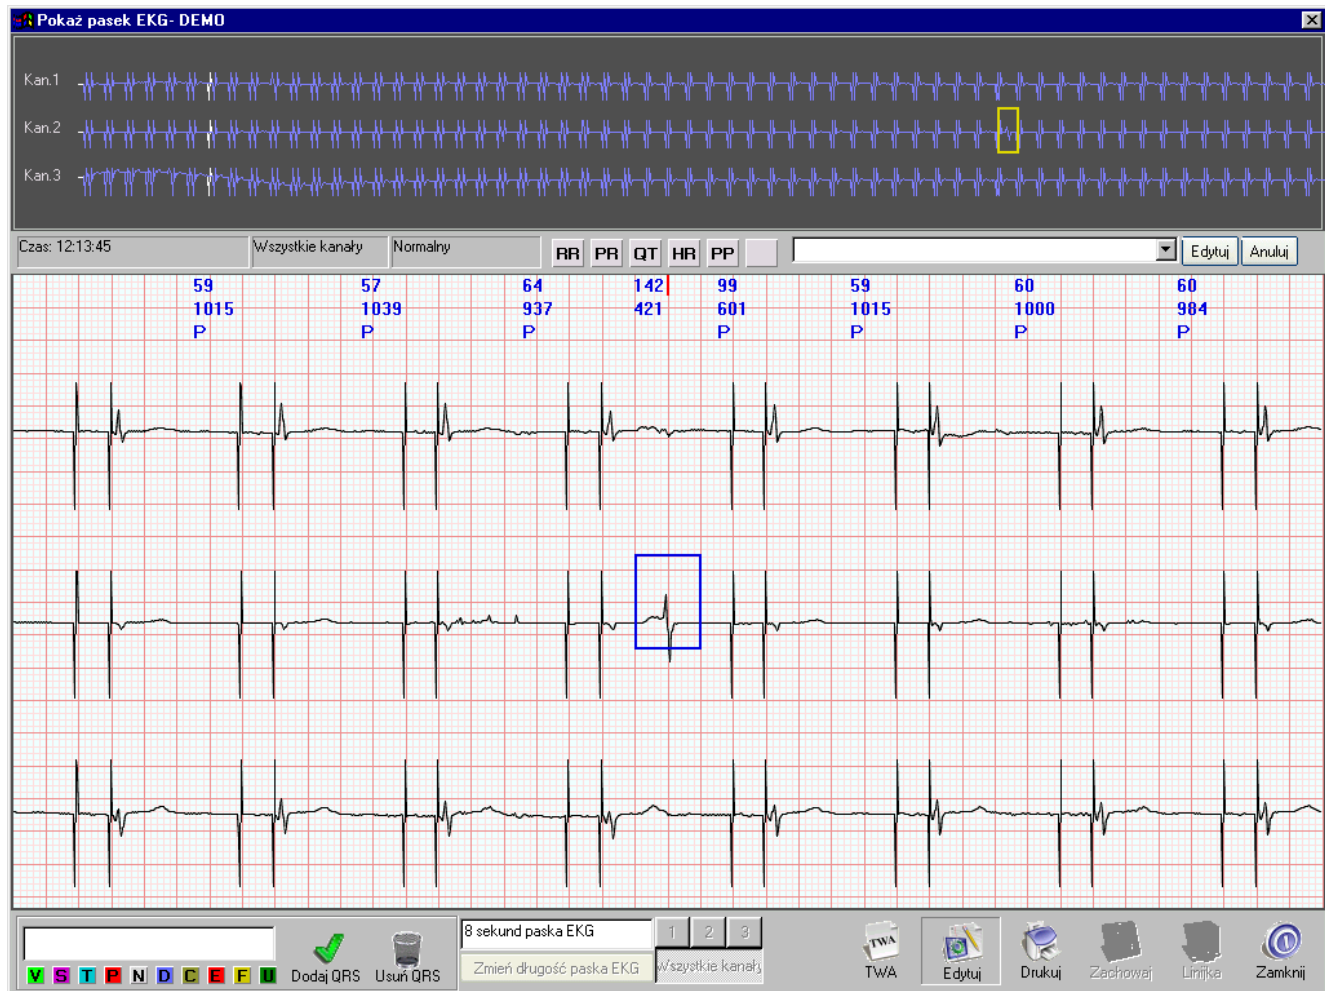 Pokaż pasek EKG- DEMO
Kan.1
Kan.2
Kan.3
Czas: 12:13:45 Wszystkie kanały Normalny RR PR QT HR PP Edytuj Anuluj
59 57 64 142 99 59 60 60
1015 1039 937 421 601 1015 1000 984
P P P P P P P
8 sekund paska EKG 1 2 3
V S T P N D C E F U Dodaj QRS Usuń QRS Zmień długość paska EKG Wszystkie kanały TWA TWA Edytuj Drukuj Zachowaj Linijka Zamknij